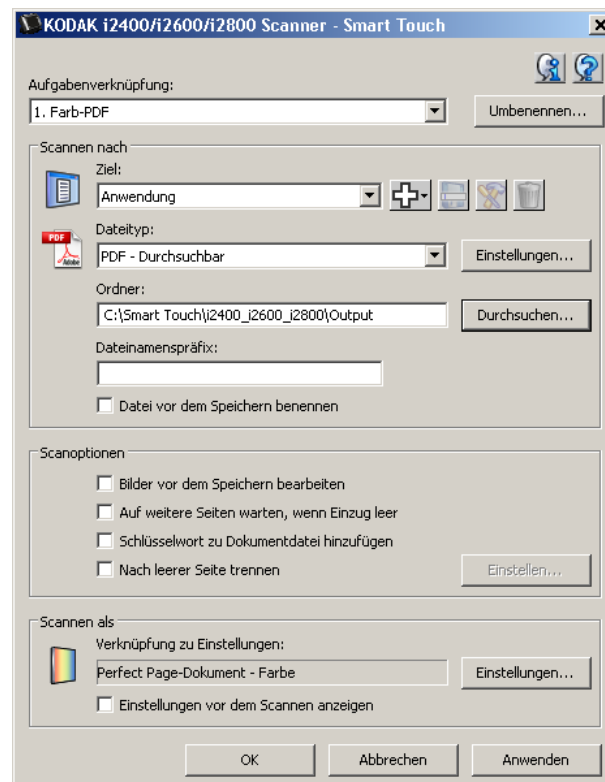 KODAK i2400/i2600/i2800 Scanner - Smart Touch
Aufgabenverknüpfung:
1. Farb-PDF
Umbenennen...
Scannen nach
Ziel:
Anwendung
Dateityp:
PDF
Adobe
PDF - Durchsuchbar
Einstellungen...
Ordner:
C:\Smart Touch\i2400_i2600_i2800\Output
Durchsuchen...
Dateinamenspräfix:
Datei vor dem Speichern benennen
Scanoptionen
Bilder vor dem Speichern bearbeiten
Auf weitere Seiten warten, wenn Einzug leer
Schlüsselwort zu Dokumentdatei hinzufügen
Nach leerer Seite trennen
Einstellen...
Scannen als
Verknüpfung zu Einstellungen:
Perfect Page-Dokument - Farbe
Einstellungen...
Einstellungen vor dem Scannen anzeigen
OK
Abbrechen
Anwenden